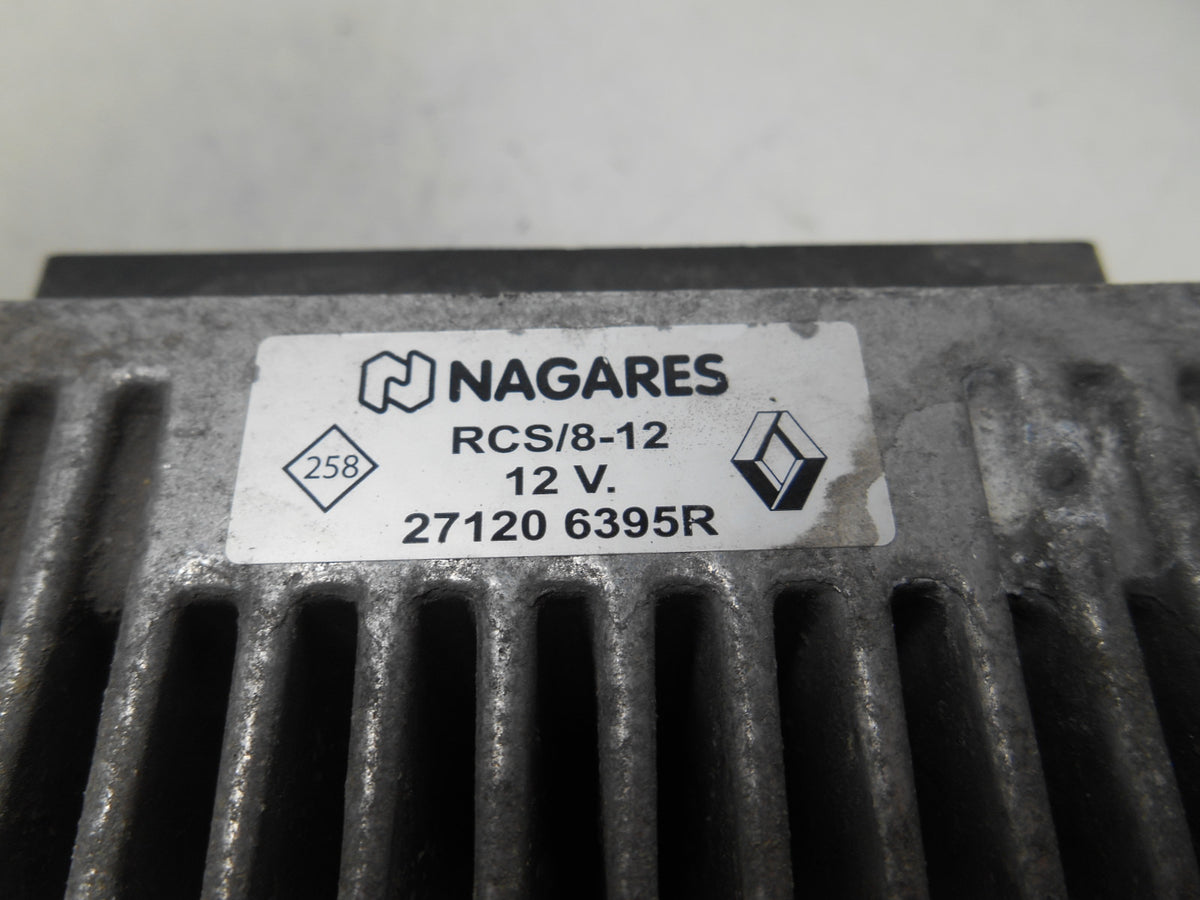 NAGARES
RCS/8-12
258
12 V.
27120 6395R